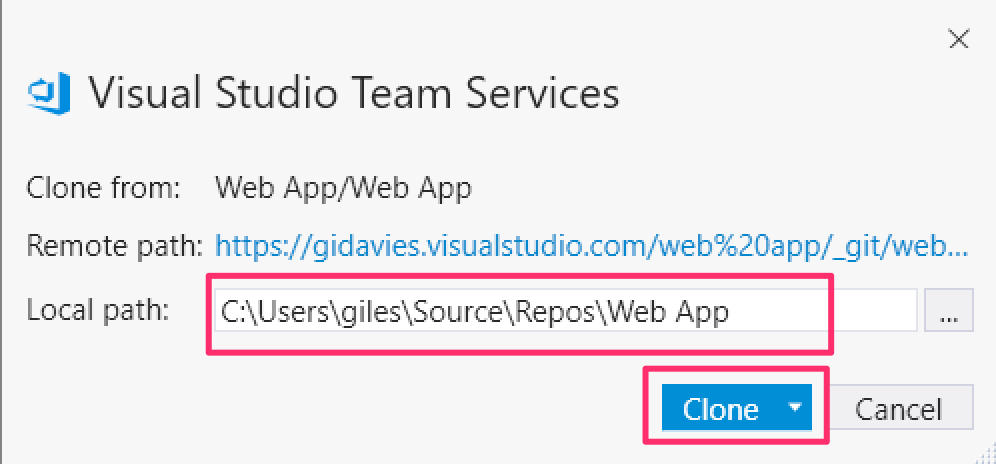 Visual Studio Team Services
Clone from: Web App/Web App
Remote path: https://gidavies.visualstudio.com/web%20app/_git/web...
Local path: C:\Users\giles\Source\Repos\Web App ...
Clone Cancel